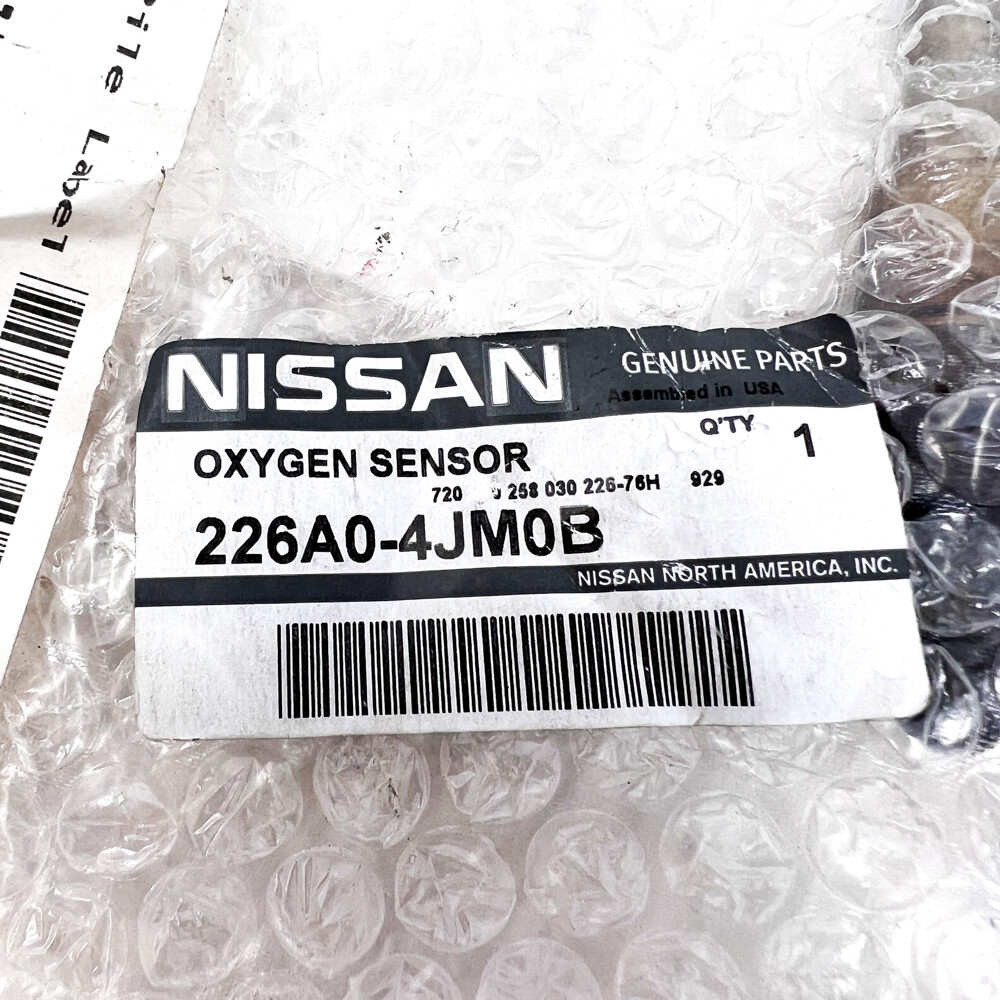 Label
NISSAN
GENUINE PARTS
Assembled in USA
Q'TY 1
OXYGEN SENSOR
720 258 030 226-76H 929
226A0-4JM0B
NISSAN NORTH AMERICA, INC.